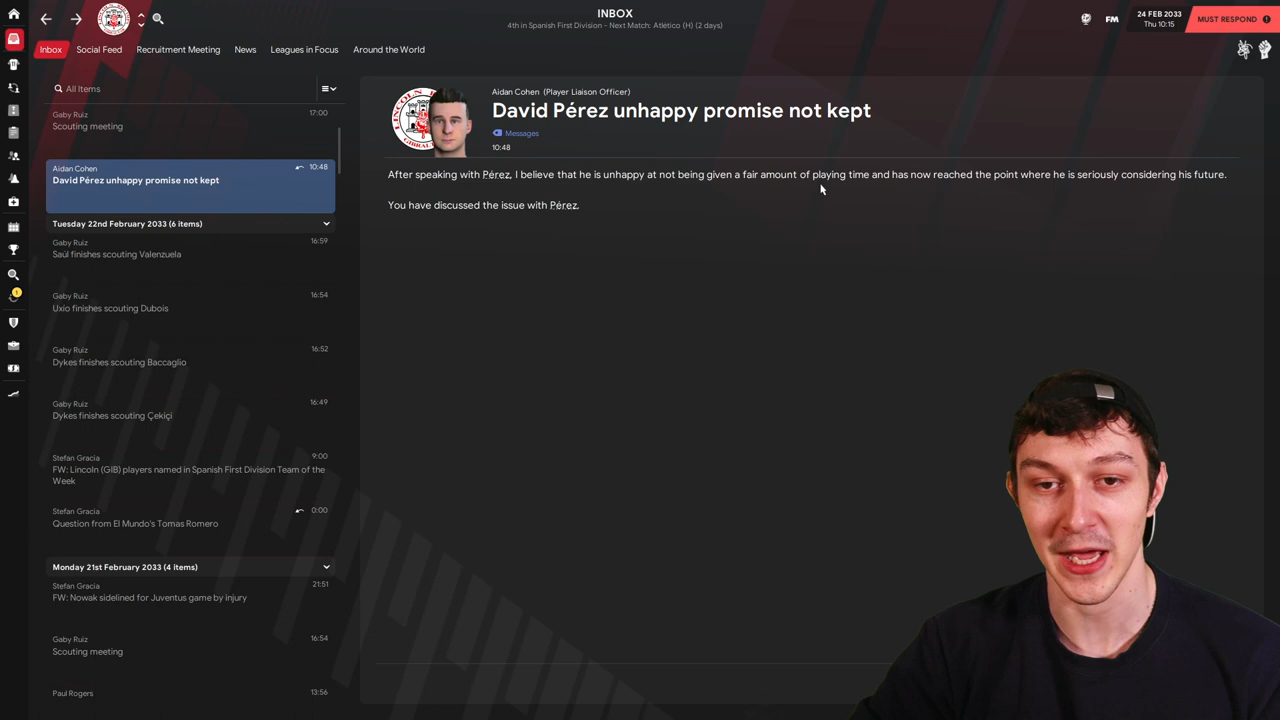 INBOX
4th in Spanish First Division - Next Match: Atlético (H) (2 days)
FM
24 FEB 2033
Thu 10:15
MUST RESPOND
Inbox
Social Feed
Recruitment Meeting
News
Leagues in Focus
Around the World
All Items
Gaby Ruiz
17:00
Scouting meeting
Aidan Cohen
10:48
David Pérez unhappy promise not kept
Tuesday 22nd February 2033 (6 items)
Gaby Ruiz
16:59
Saúl finishes scouting Valenzuela
Gaby Ruiz
16:54
Uxío finishes scouting Dubois
Gaby Ruiz
16:52
Dykes finishes scouting Baccaglio
Gaby Ruiz
16:49
Dykes finishes scouting Çekiçi
Stefan Gracia
9:00
FW: Lincoln (GIB) players named in Spanish First Division Team of the
Week
Stefan Gracia
0:00
Question from El Mundo's Tomas Romero
Monday 21st February 2033 (4 items)
Stefan Gracia
21:51
FW: Nowak sidelined for Juventus game by injury
Gaby Ruiz
16:54
Scouting meeting
Paul Rogers
13:56
Aidan Cohen (Player Liaison Officer)
David Pérez unhappy promise not kept
Messages
10:48
After speaking with Pérez, I believe that he is unhappy at not being given a fair amount of playing time and has now reached the point where he is seriously considering his future.
You have discussed the issue with Pérez.
1